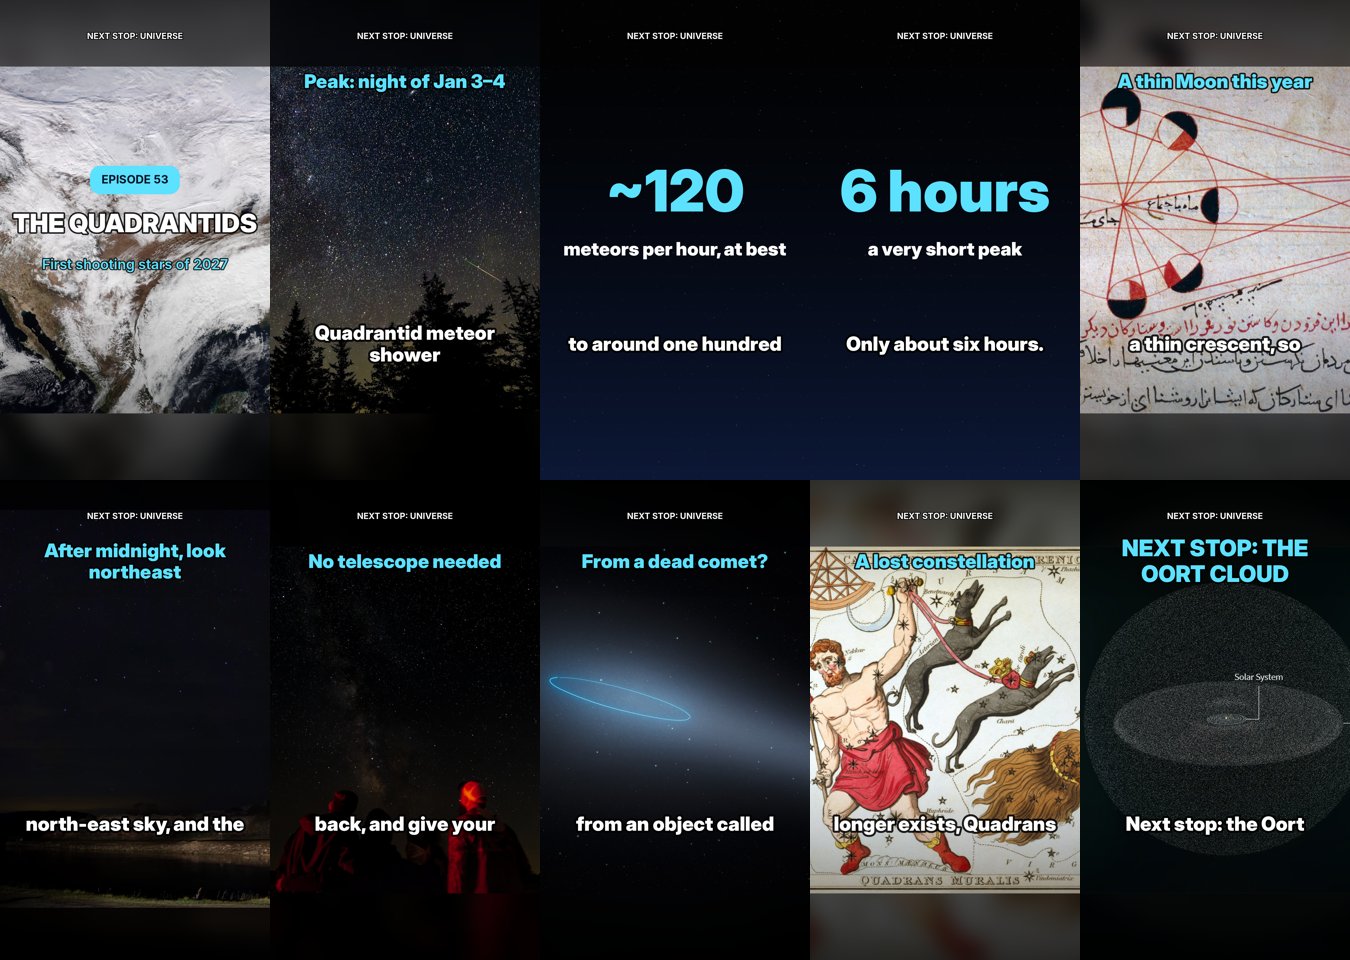 NEXT STOP: UNIVERSE
EPISODE 53
THE QUADRANTIDS
First shooting stars of 2027
NEXT STOP: UNIVERSE
Peak: night of Jan 3–4
Quadrantid meteor
shower
NEXT STOP: UNIVERSE
~120
meteors per hour, at best
to around one hundred
NEXT STOP: UNIVERSE
6 hours
a very short peak
Only about six hours.
NEXT STOP: UNIVERSE
A thin Moon this year
a thin crescent, so
NEXT STOP: UNIVERSE
After midnight, look
northeast
north-east sky, and the
NEXT STOP: UNIVERSE
No telescope needed
back, and give your
NEXT STOP: UNIVERSE
From a dead comet?
from an object called
NEXT STOP: UNIVERSE
A lost constellation
longer exists, Quadrans
MONS MÆNALUS
QUADRANS MURALIS
NEXT STOP: UNIVERSE
NEXT STOP: THE
OORT CLOUD
Solar System
Next stop: the Oort